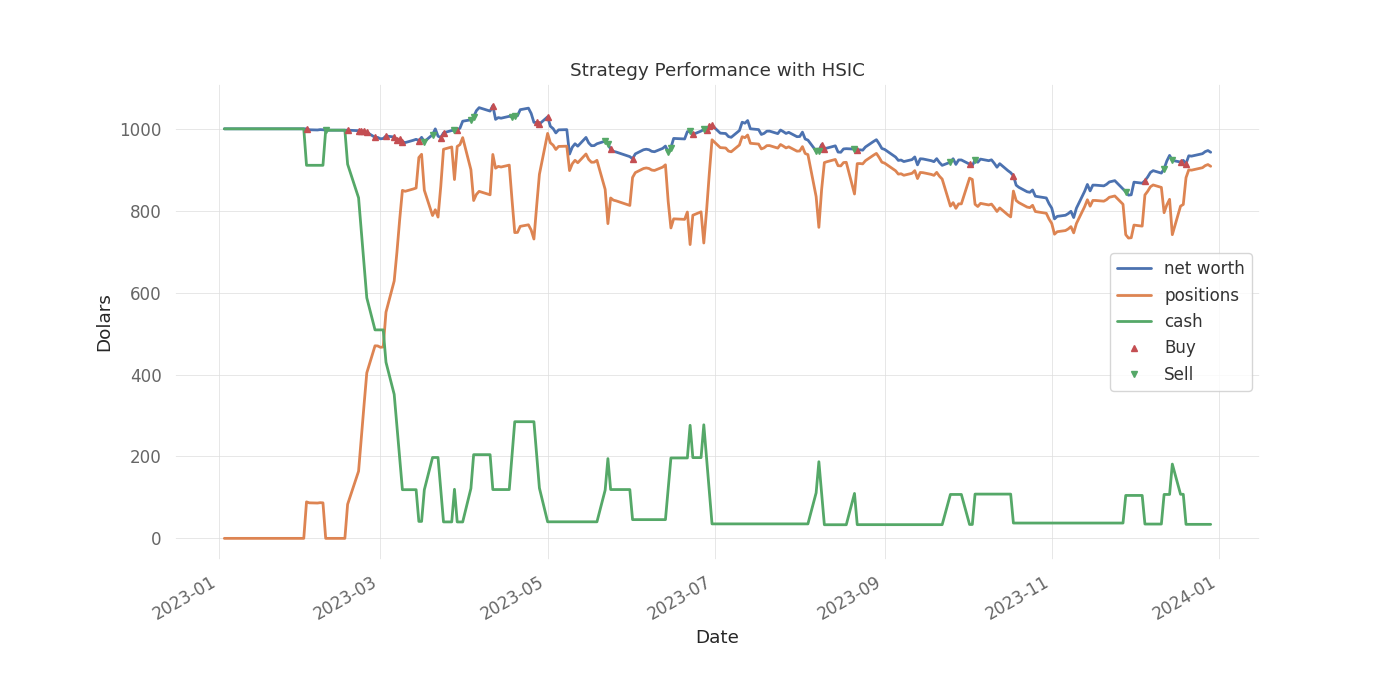 Strategy Performance with HSIC
Dolars
1000
800
600
400
200
0
net worth
positions
cash
Buy
Sell
2023-01
2023-03
2023-05
2023-07
2023-09
2023-11
2024-01
Date